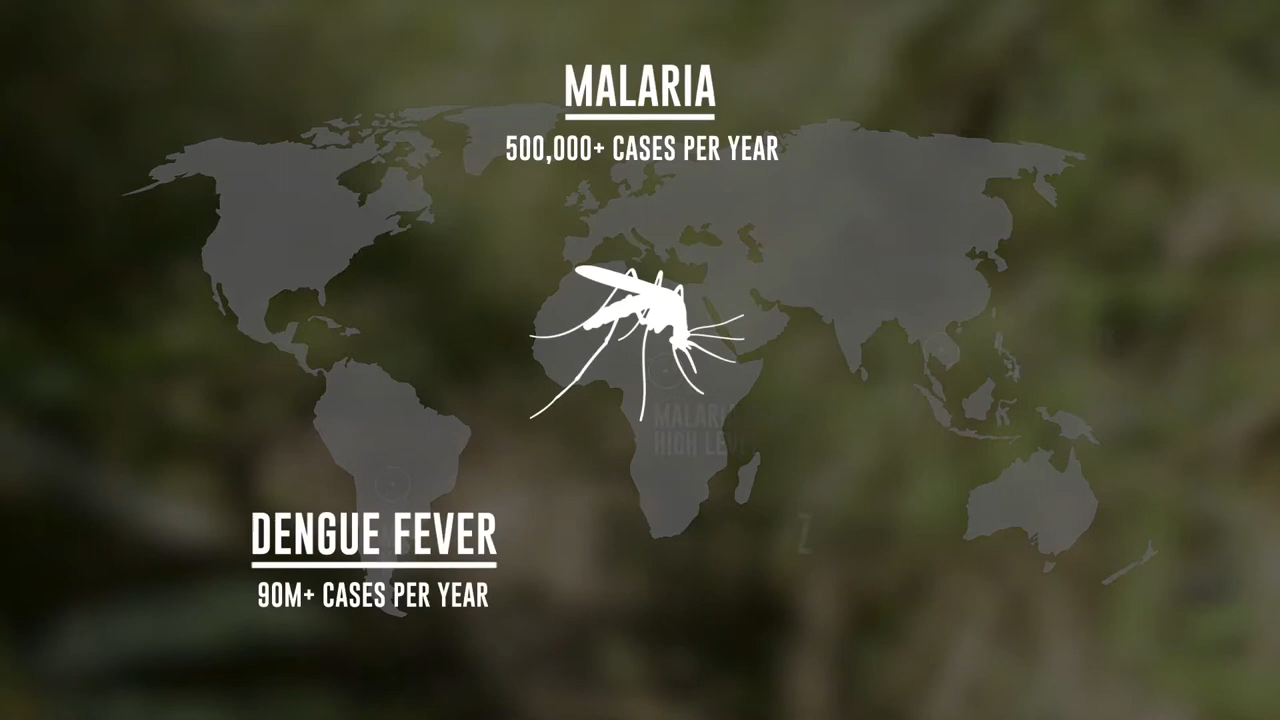 MALARIA
500,000+ CASES PER YEAR
DENGUE FEVER
90M+ CASES PER YEAR